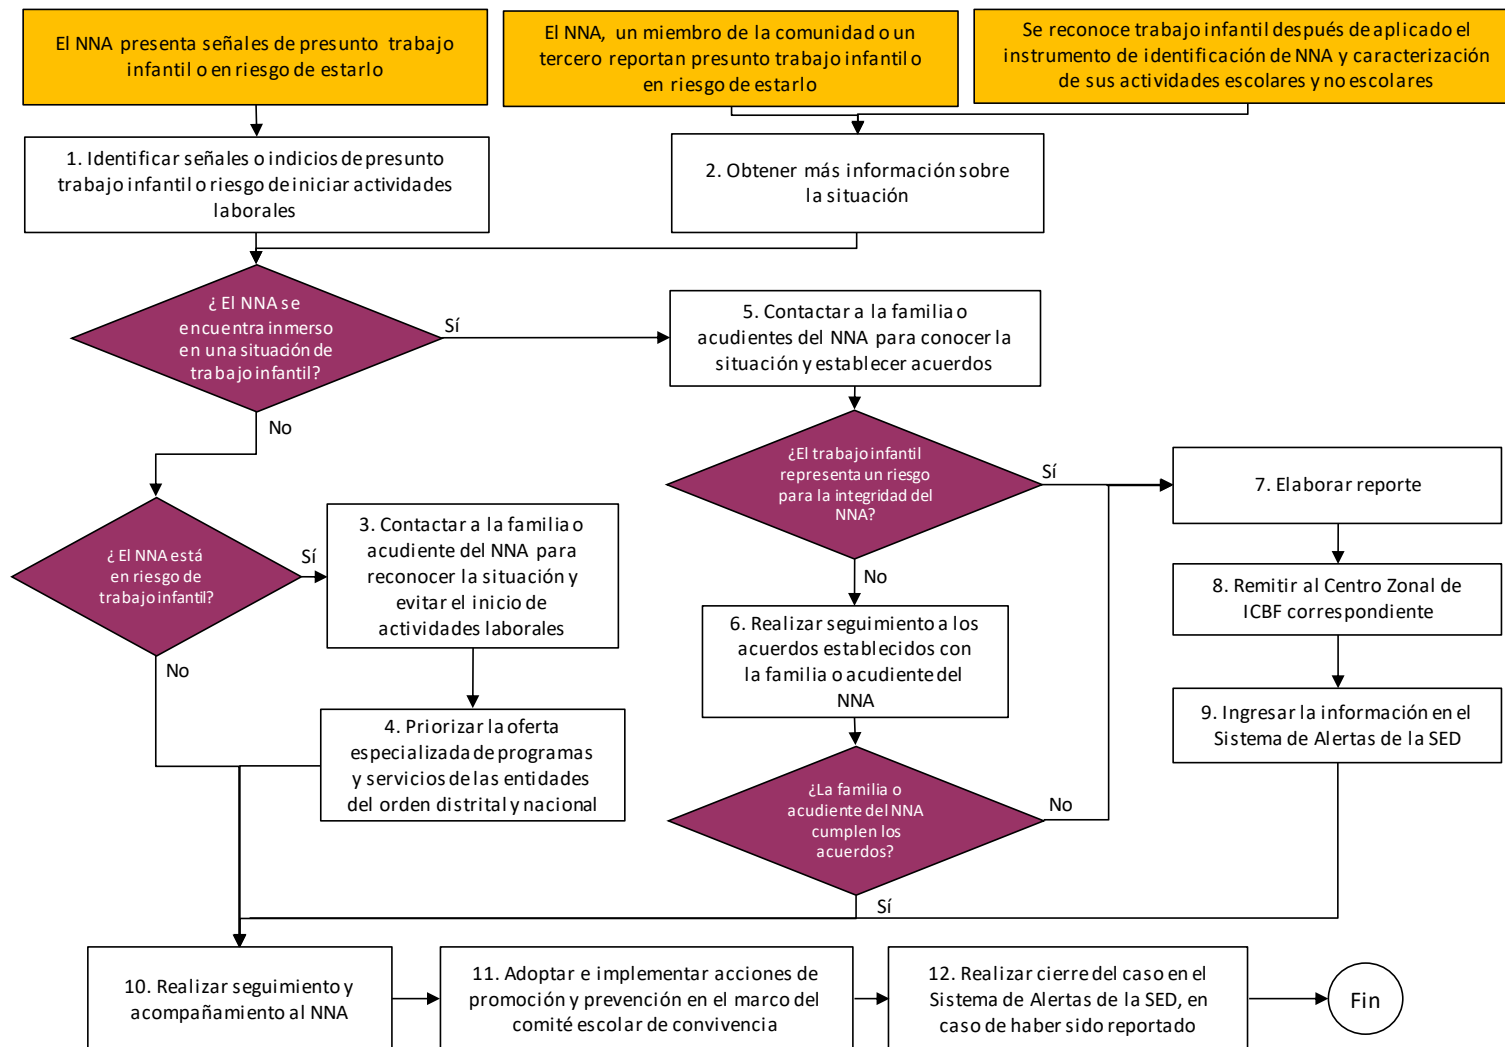 El NNA presenta señales de presunto trabajo
infantil o en riesgo de estarlo
El NNA, un miembro de la comunidad o un
tercero reportan presunto trabajo infantil o
en riesgo de estarlo
Se reconoce trabajo infantil después de aplicado el
instrumento de identificación de NNA y caracterización
de sus actividades escolares y no escolares
1. Identificar señales o indicios de presunto
trabajo infantil o riesgo de iniciar actividades
laborales
2. Obtener más información sobre
la situación
¿ El NNA se
encuentra inmerso
en una situación de
trabajo infantil?
Sí
No
5. Contactar a la familia o
acudientes del NNA para conocer la
situación y establecer acuerdos
¿El trabajo infantil
representa un riesgo
para la integridad del
NNA?
Sí
No
7. Elaborar reporte
¿ El NNA está
en riesgo de
trabajo infantil?
Sí
No
3. Contactar a la familia o
acudiente del NNA para
reconocer la situación y
evitar el inicio de
actividades laborales
8. Remitir al Centro Zonal de
ICBF correspondiente
6. Realizar seguimiento a los
acuerdos establecidos con
la familia o acudiente del
NNA
9. Ingresar la información en el
Sistema de Alertas de la SED
4. Priorizar la oferta
especializada de programas
y servicios de las entidades
del orden distrital y nacional
¿La familia o
acudiente del NNA
cumplen los
acuerdos?
No
Sí
10. Realizar seguimiento y
acompañamiento al NNA
11. Adoptar e implementar acciones de
promoción y prevención en el marco del
comité escolar de convivencia
12. Realizar cierre del caso en el
Sistema de Alertas de la SED, en
caso de haber sido reportado
Fin